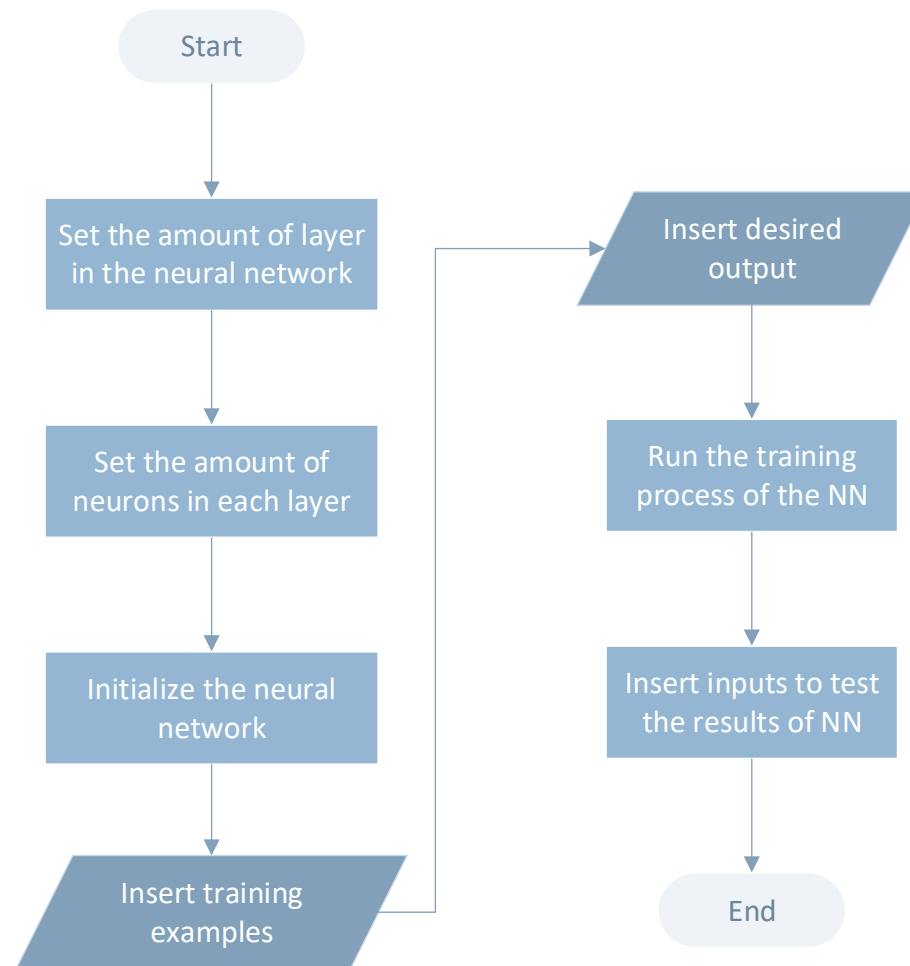 Start
Set the amount of layer
in the neural network
Set the amount of
neurons in each layer
Initialize the neural
network
Insert training
examples
Insert desired
output
Run the training
process of the NN
Insert inputs to test
the results of NN
End